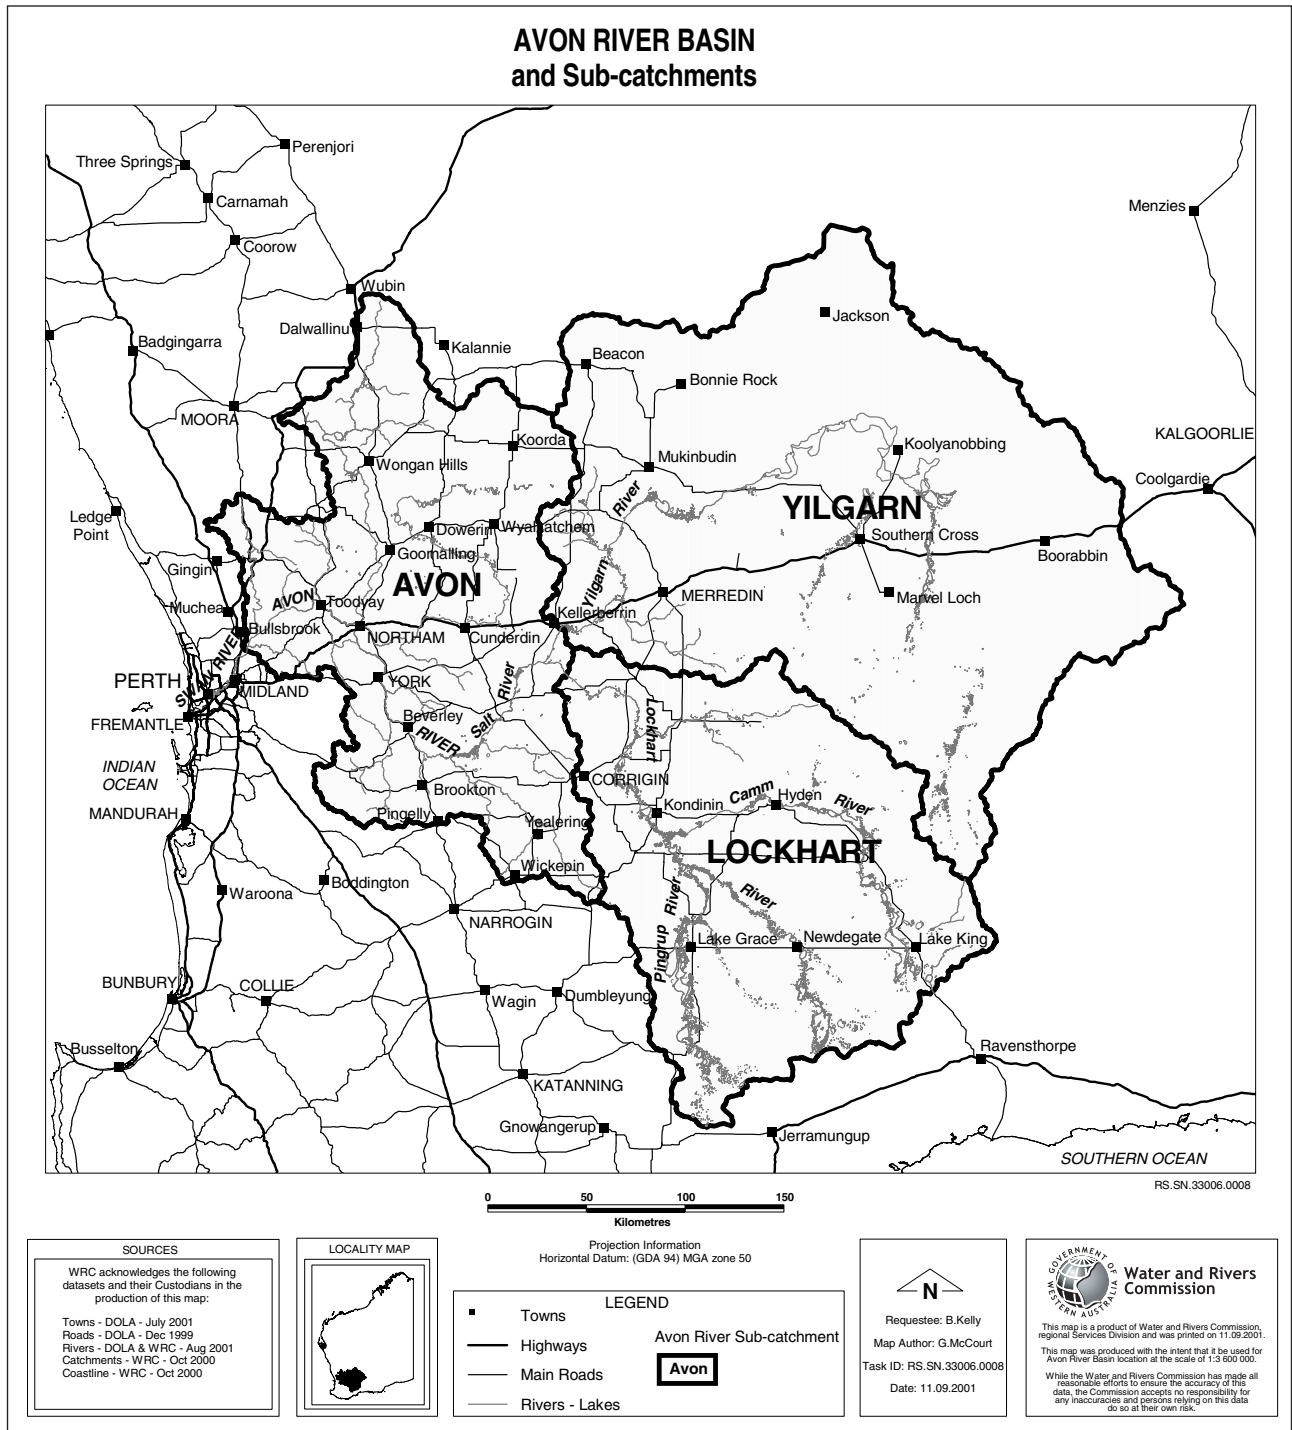 AVON RIVER BASIN
and Sub-catchments
Perenjori
Three Springs
Carnamah
Menzies
Coorow
Wubin
Jackson
Dalwallinu
Badgingarra
Kalannie
Beacon
Bonnie Rock
MOORA
KALGOORLIE
Koorda
Koolyanobbing
Mukinbudin
Wongan Hills
Coolgardie
River
YILGARN
Ledge
Point
Dowerin
Wyalkatchem
Southern Cross
Goomalling
Boorabbin
Gingin
AVON
Yilgarn
AVON
Toodyay
MERREDIN
Marvel Loch
Muchea
Kellerberrin
Bullsbrook
NORTHAM
Cunderdin
SWAN RIVER
PERTH
River
YORK
MIDLAND
Lockhart
FREMANTLE
Beverley
Salt
RIVER
INDIAN
OCEAN
CORRIGIN
Camm
Hyden
River
Brookton
Kondinin
MANDURAH
Pingelly
Yealering
LOCKHART
Wickepin
Boddington
Waroona
River
River
NARROGIN
Pingrup
Lake Grace
Newdegate
Lake King
BUNBURY
COLLIE
Wagin
Dumbleyung
Busselton
Ravensthorpe
KATANNING
Gnowangerup
Jerramungup
SOUTHERN OCEAN
RS.SN.33006.0008
0 50 100 150
Kilometres
Projection Information
Horizontal Datum: (GDA 94) MGA zone 50
SOURCES
WRC acknowledges the following
datasets and their Custodians in the
production of this map:
Towns - DOLA - July 2001
Roads - DOLA - Dec 1999
Rivers - DOLA & WRC - Aug 2001
Catchments - WRC - Oct 2000
Coastline - WRC - Oct 2000
LOCALITY MAP
LEGEND
Towns
Highways
Main Roads
Rivers - Lakes
Avon River Sub-catchment
Avon
N
Requestee: B.Kelly
Map Author: G.McCourt
Task ID: RS.SN.33006.0008
Date: 11.09.2001
GOVERNMENT OF
WESTERN AUSTRALIA
Water and Rivers
Commission
This map is a product of Water and Rivers Commission,
regional Services Division and was printed on 11.09.2001.
This map was produced with the intent that it be used for
Avon River Basin location at the scale of 1:3 600 000.
While the Water and Rivers Commission has made all
reasonable efforts to ensure the accuracy of this
data, the Commission accepts no responsibility for
any inaccuracies and persons relying on this data
do so at their own risk.